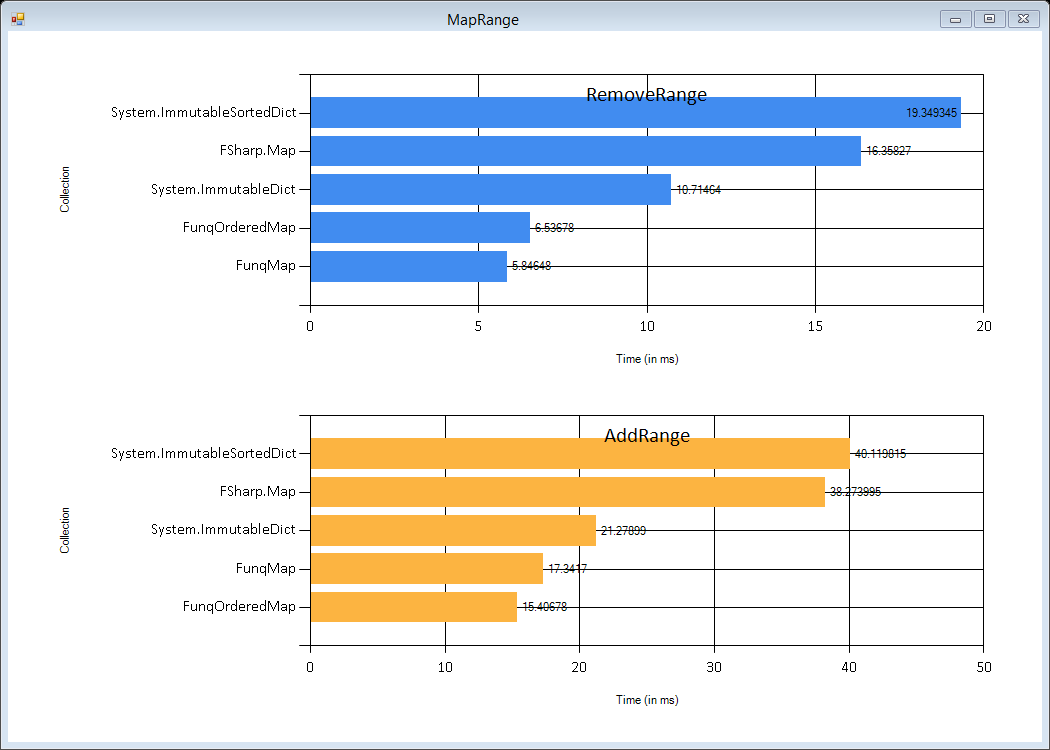 MapRange
RemoveRange
System.ImmutableSortedDict 19.349345
FSharp.Map 16.35827
System.ImmutableDict 10.71464
FunqOrderedMap 6.53678
FunqMap 5.84648
Collection
0 5 10 15 20
Time (in ms)
AddRange
System.ImmutableSortedDict 40.119815
FSharp.Map 38.273995
System.ImmutableDict 21.27899
FunqMap 17.3417
FunqOrderedMap 15.40678
Collection
0 10 20 30 40 50
Time (in ms)